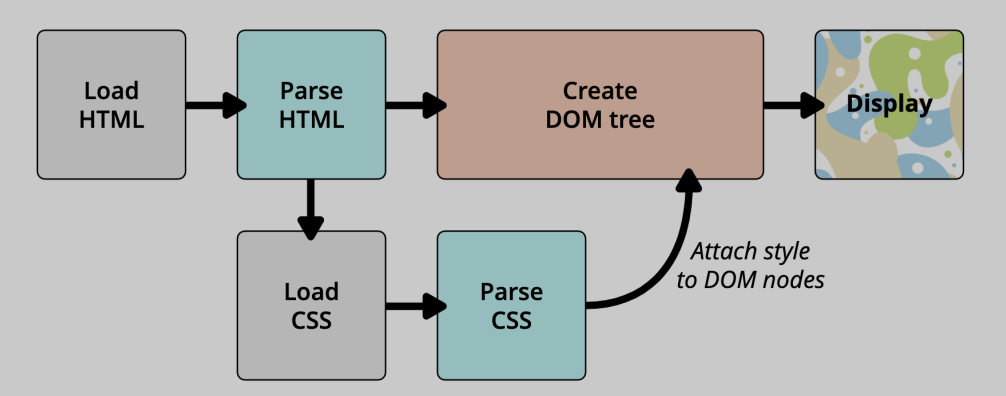 Load
HTML
Parse
HTML
Create
DOM tree
Display
Load
CSS
Parse
CSS
Attach style
to DOM nodes